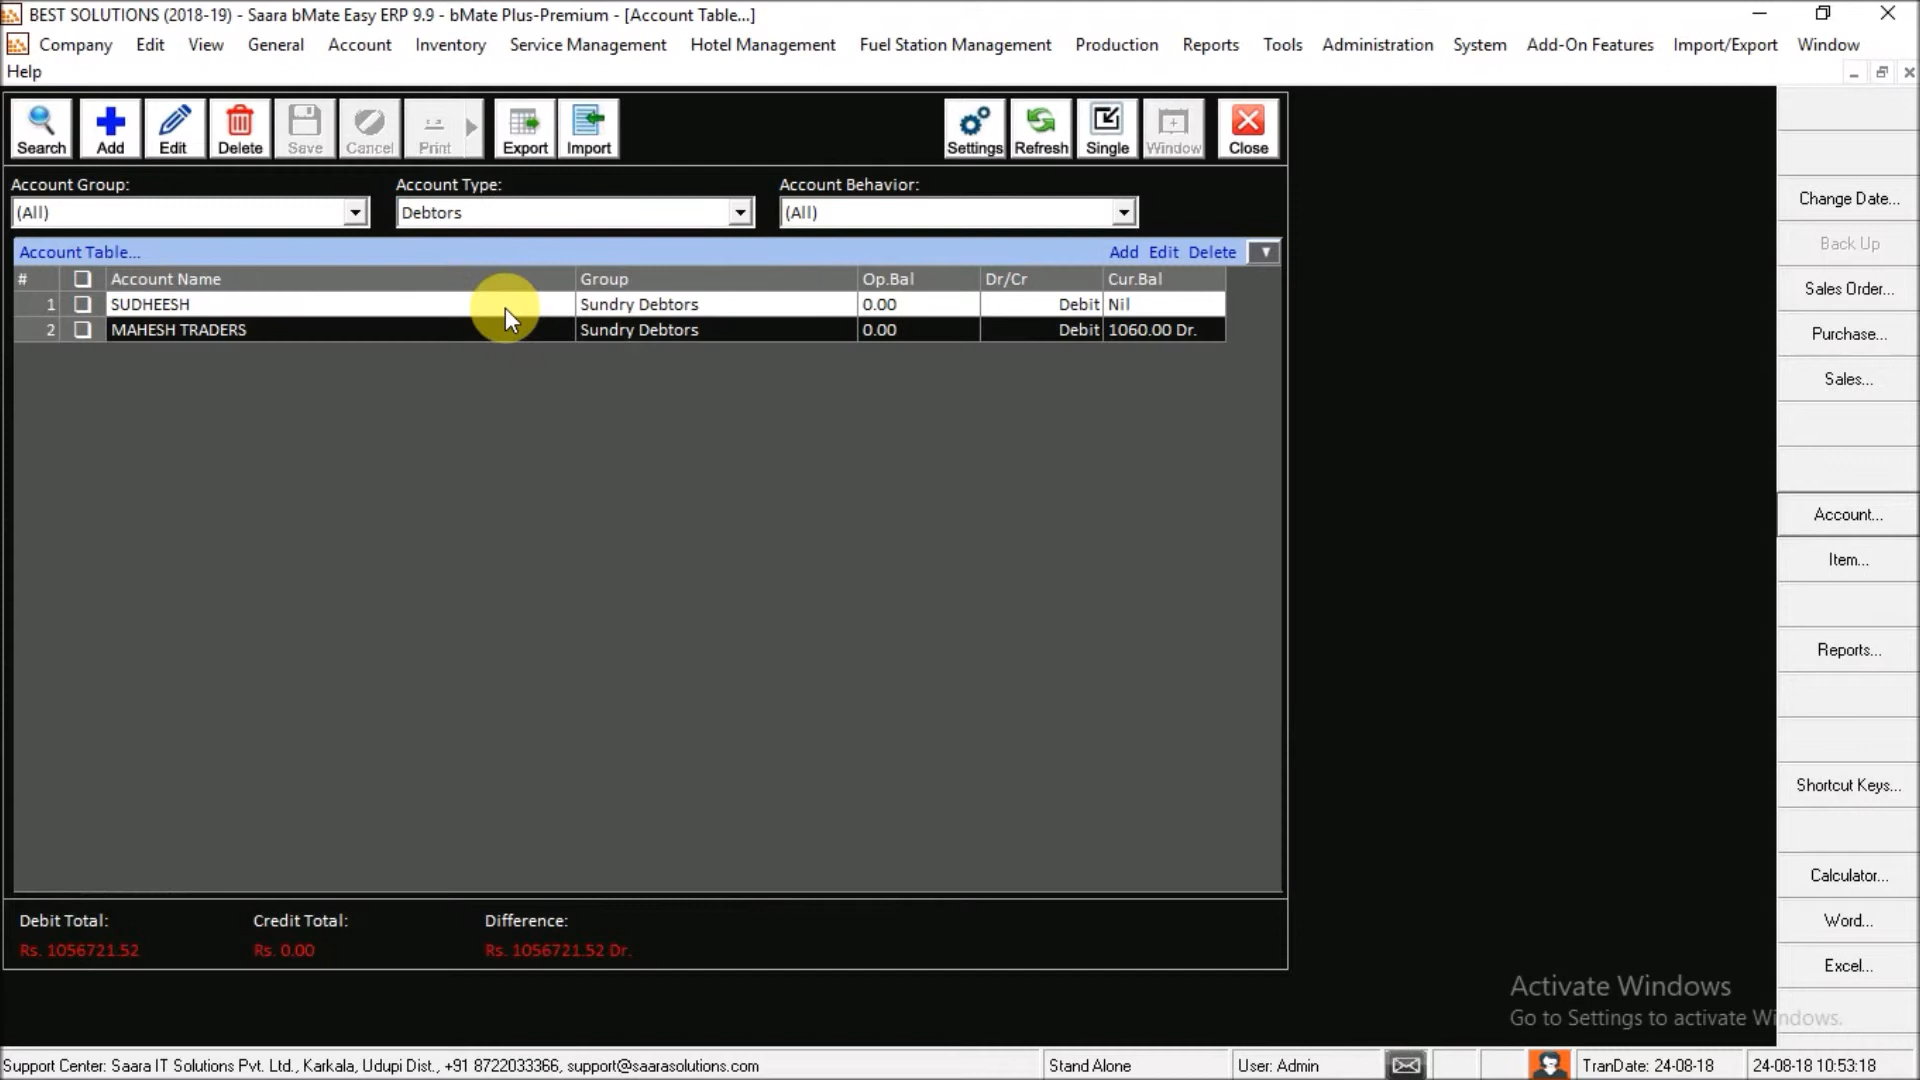 BEST SOLUTIONS (2018-19) - Saara bMate Easy ERP 9.9 - bMate Plus-Premium - [Account Table...]
Company Edit View General Account Inventory Service Management Hotel Management Fuel Station Management Production Reports Tools Administration System Add-On Features Import/Export Window
Help
Search Add Edit Delete Save Cancel Print Export Import Settings Refresh Single Window Close
Account Group: Account Type: Account Behavior:
(All) Debtors (All)
Account Table... Add Edit Delete
# Account Name Group Op.Bal Dr/Cr Cur.Bal
1 SUDHEESH Sundry Debtors 0.00 Debit Nil
2 MAHESH TRADERS Sundry Debtors 0.00 Debit 1060.00 Dr.
Debit Total: Credit Total: Difference:
Rs. 1056721.52 Rs. 0.00 Rs. 1056721.52 Dr.
Change Date...
Back Up
Sales Order...
Purchase...
Sales...
Account...
Item...
Reports...
Shortcut Keys...
Calculator...
Word...
Excel...
Activate Windows
Go to Settings to activate Windows.
Support Center: Saara IT Solutions Pvt. Ltd., Karkala, Udupi Dist., +91 8722033366, support@saarasolutions.com Stand Alone User: Admin TranDate: 24-08-18 24-08-18 10:53:18